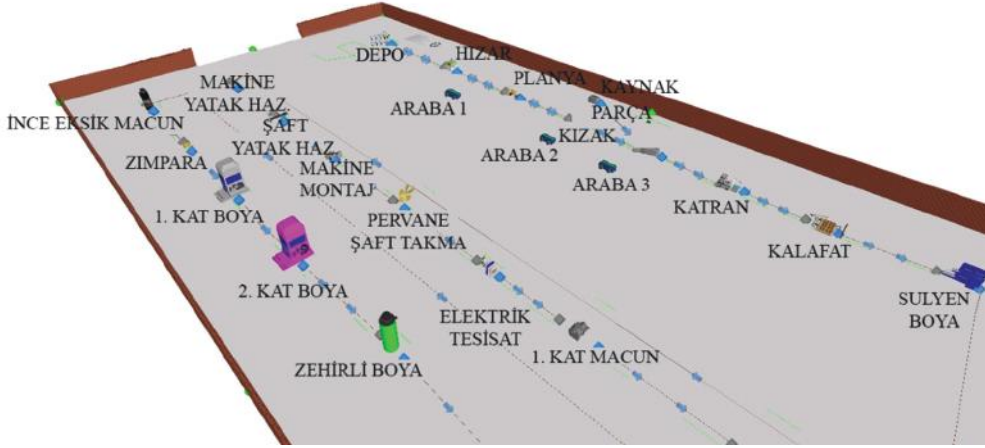 DEPO
HIZAR
PLANYA
KAYNAK
PARÇA
KIZAK
ARABA 1
ARABA 2
ARABA 3
KATRAN
KALAFAT
SULYEN
BOYA
MAKİNE
YATAK HAZ.
ŞAFT
YATAK HAZ.
MAKİNE
MONTAJ
PERVANE
ŞAFT TAKMA
ELEKTRİK
TESİSAT
1. KAT MACUN
İNCE EKSİK MACUN
ZIMPARA
1. KAT BOYA
2. KAT BOYA
ZEHİRLİ BOYA